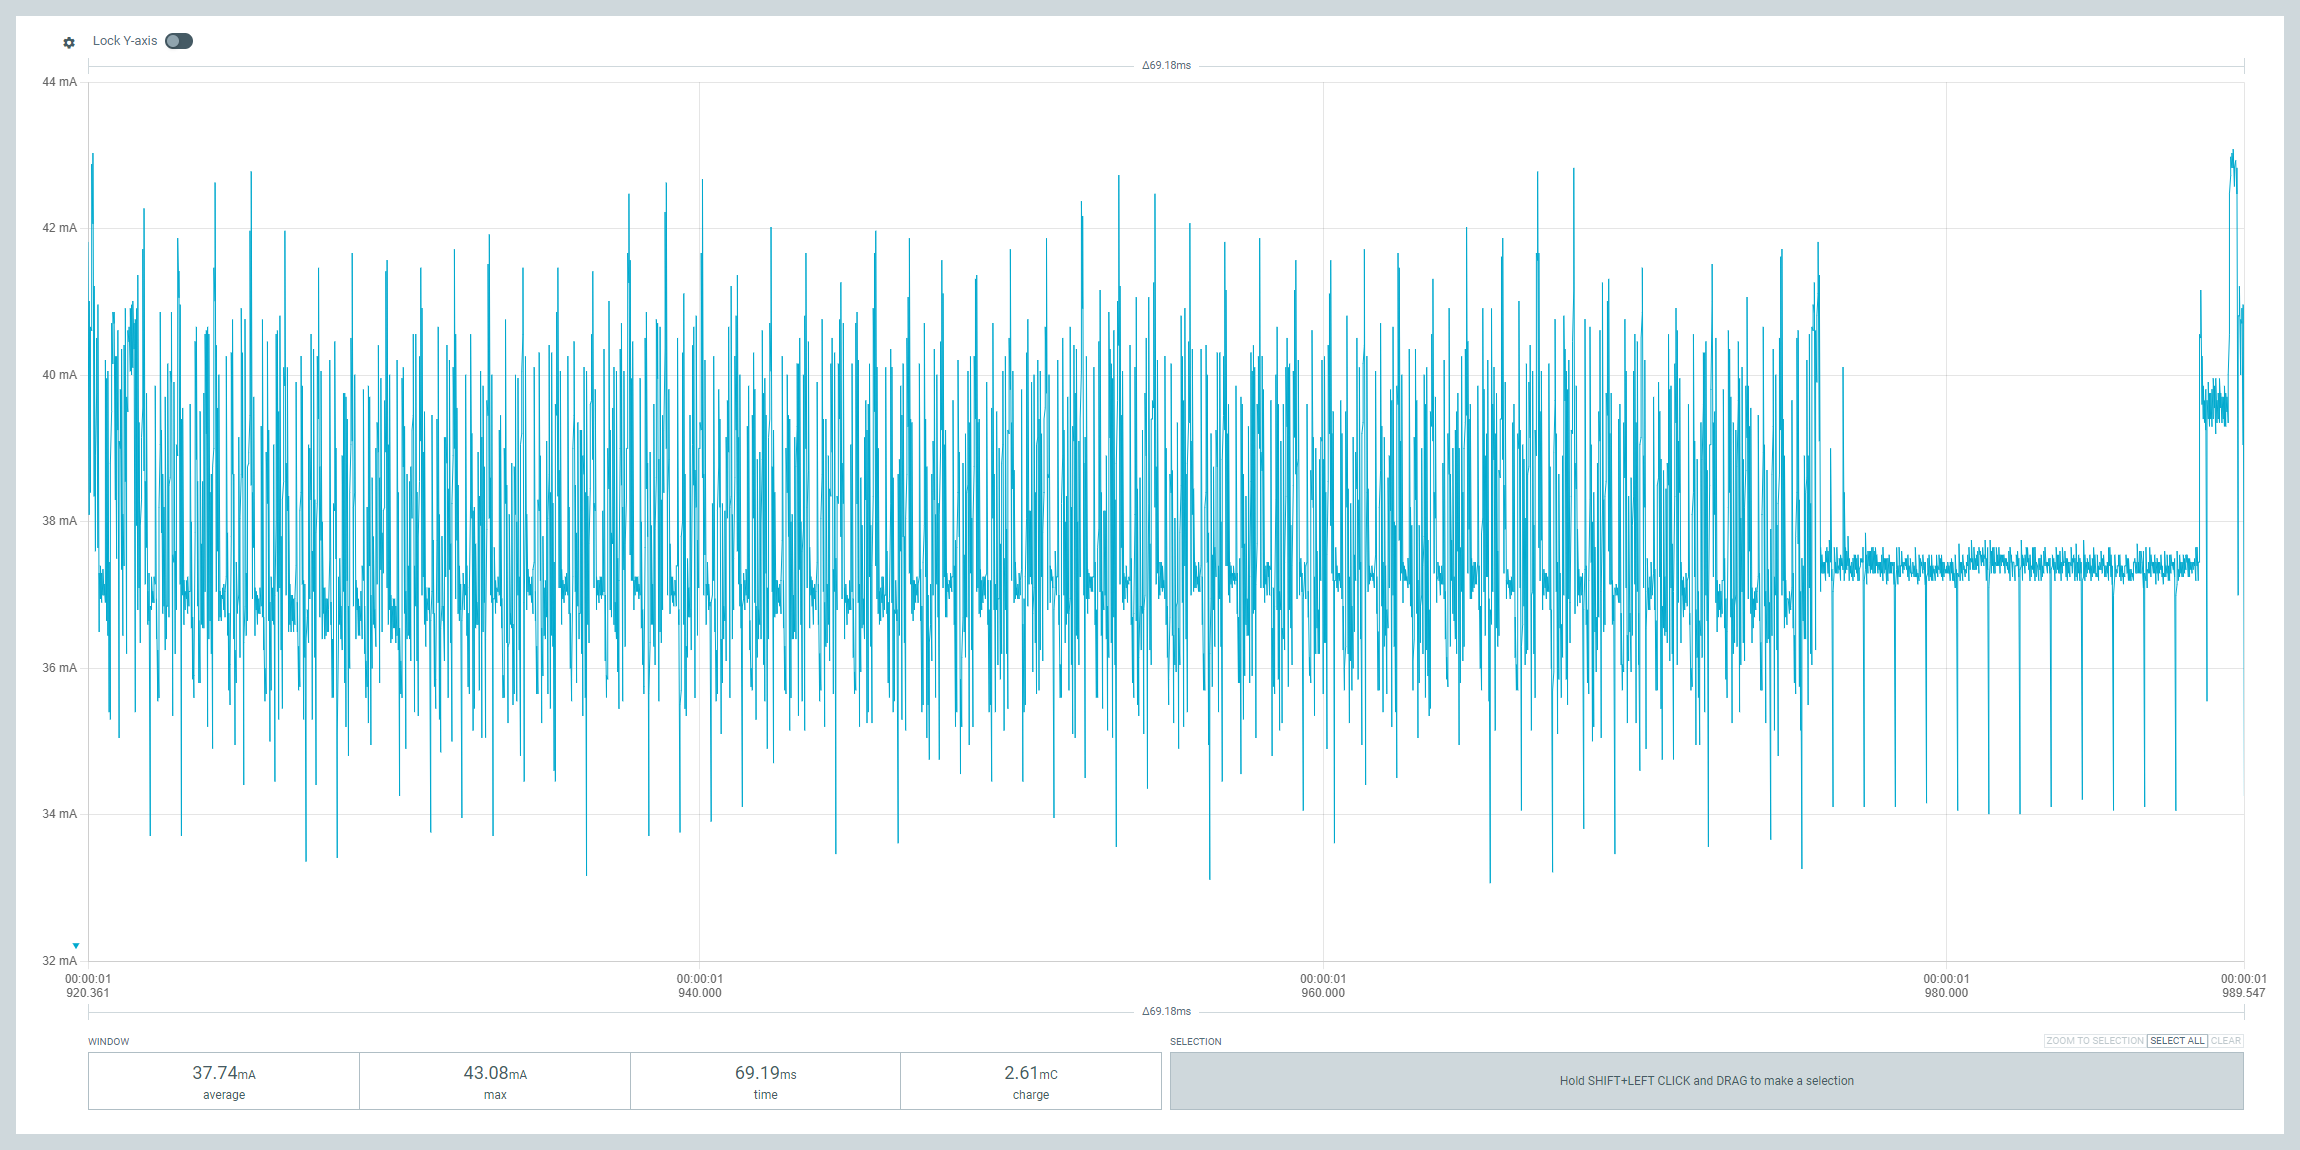 Lock Y-axis
Δ69.18ms
44 mA
42 mA
40 mA
38 mA
36 mA
34 mA
32 mA
00:00:01 00:00:01 00:00:01 00:00:01 00:00:01
920.361 940.000 960.000 980.000 989.547
Δ69.18ms
WINDOW SELECTION ZOOM TO SELECTION SELECT ALL CLEAR
37.74mA 43.08mA 69.19ms 2.61mC
average max time charge
Hold SHIFT+LEFT CLICK and DRAG to make a selection